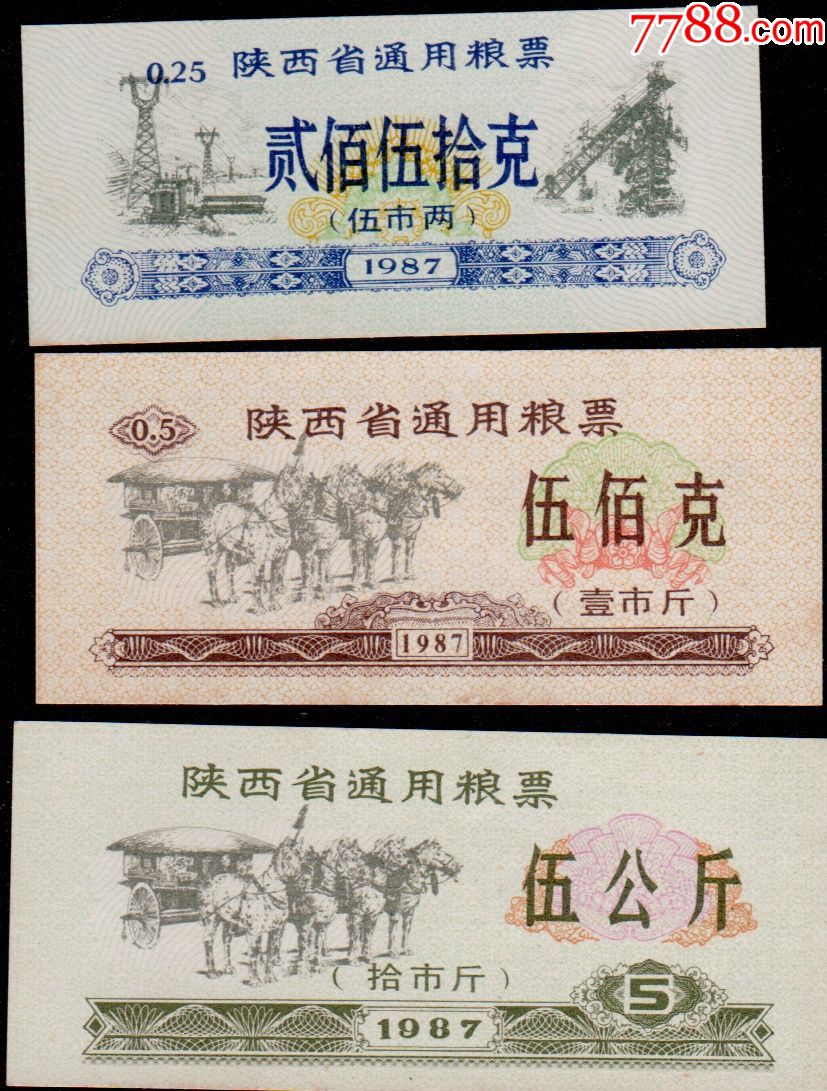 7788.com
0.25 陕西省通用粮票
贰佰伍拾克
(伍市两)
1987
0.5 陕西省通用粮票
伍佰克
(壹市斤)
1987
陕西省通用粮票
伍公斤
(拾市斤)
5
1987